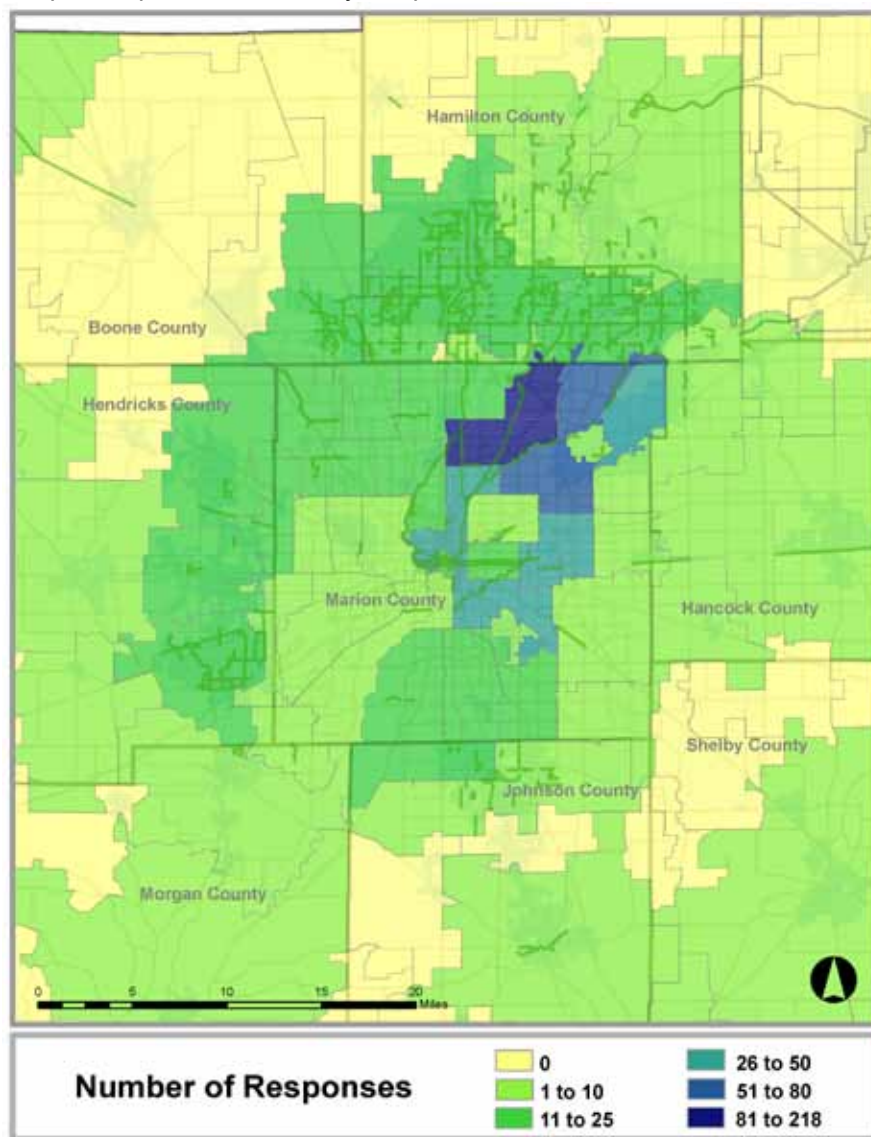 Hamilton County
Boone County
Hendricks County
Marion County
Hancock County
Shelby County
Johnson County
Morgan County
0 5 10 15 20
Miles
Number of Responses
0
1 to 10
11 to 25
26 to 50
51 to 80
81 to 218